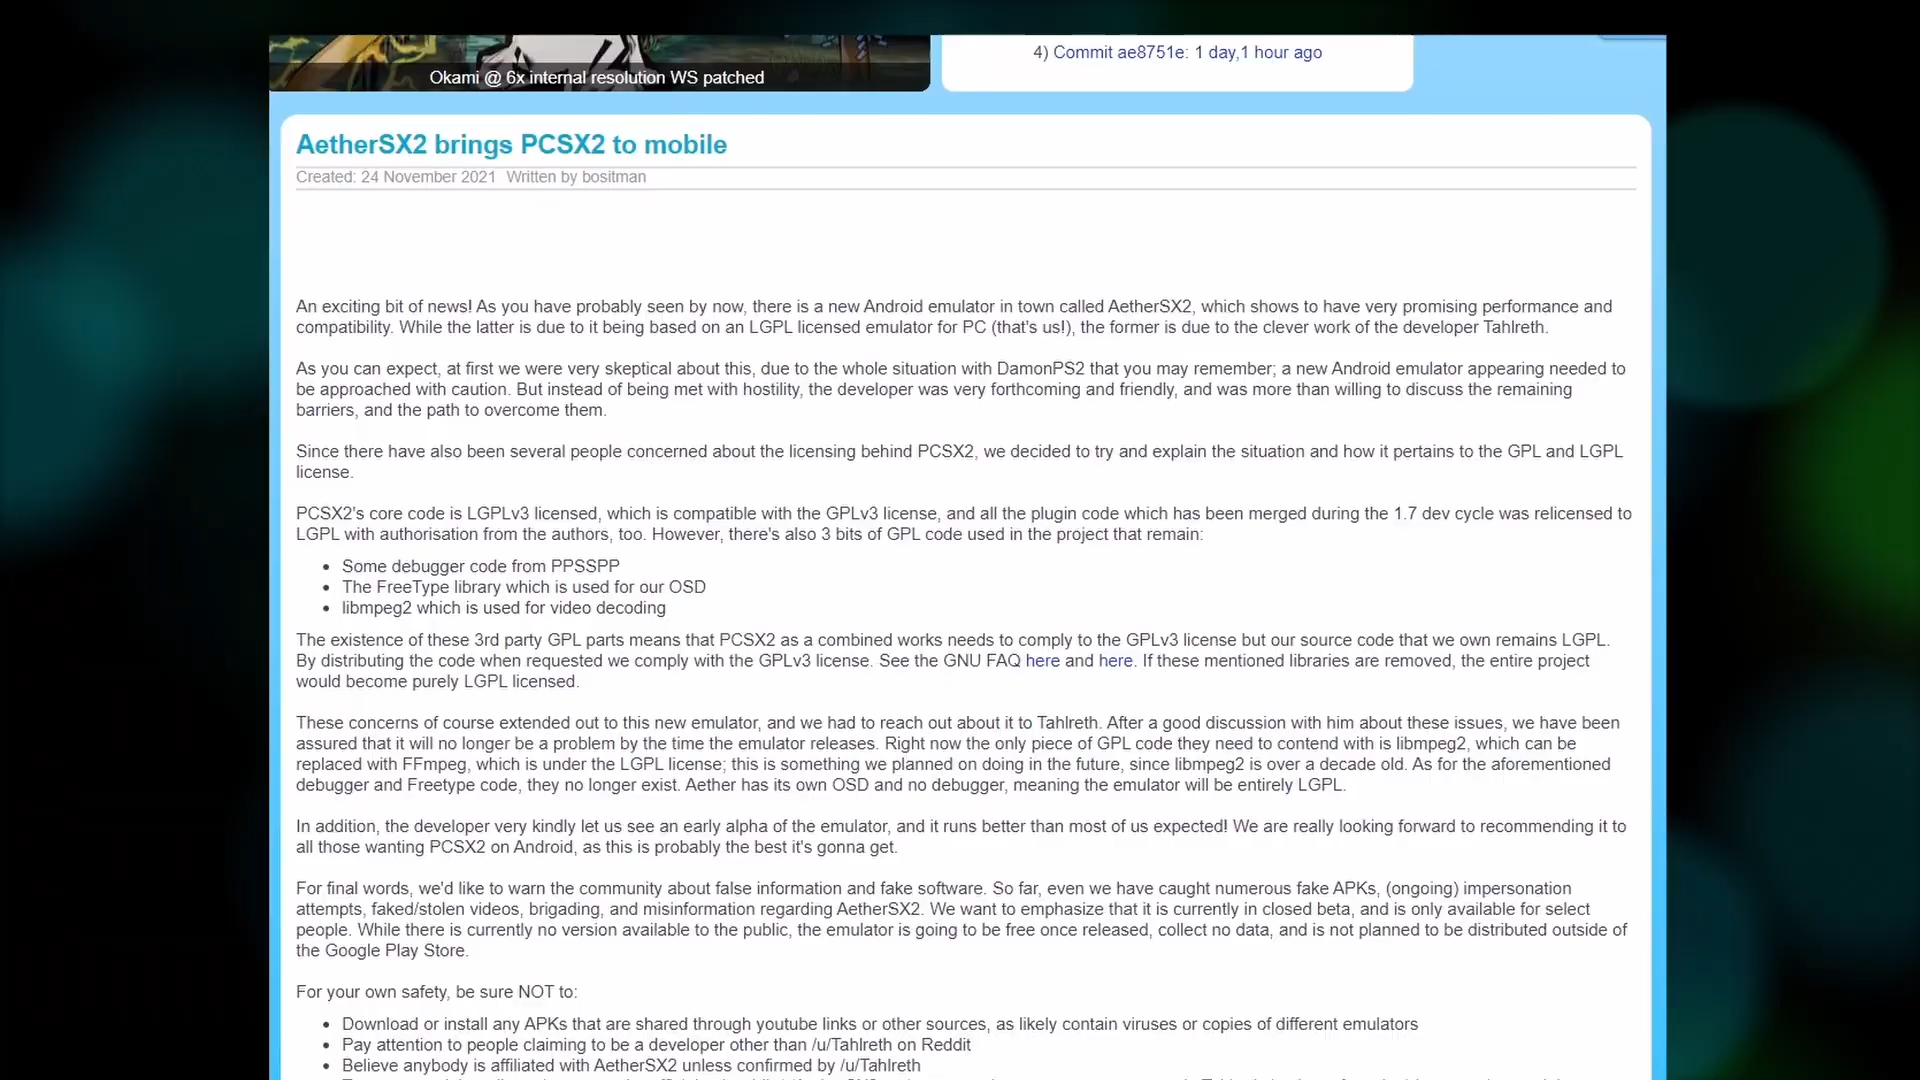 Okami @ 6x internal resolution WS patched
4) Commit ae8751e: 1 day,1 hour ago
AetherSX2 brings PCSX2 to mobile
Created: 24 November 2021 Written by bositman
An exciting bit of news! As you have probably seen by now, there is a new Android emulator in town called AetherSX2, which shows to have very promising performance and
compatibility. While the latter is due to it being based on an LGPL licensed emulator for PC (that's us!), the former is due to the clever work of the developer Tahlreth.
As you can expect, at first we were very skeptical about this, due to the whole situation with DamonPS2 that you may remember; a new Android emulator appearing needed to
be approached with caution. But instead of being met with hostility, the developer was very forthcoming and friendly, and was more than willing to discuss the remaining
barriers, and the path to overcome them.
Since there have also been several people concerned about the licensing behind PCSX2, we decided to try and explain the situation and how it pertains to the GPL and LGPL
license.
PCSX2's core code is LGPLv3 licensed, which is compatible with the GPLv3 license, and all the plugin code which has been merged during the 1.7 dev cycle was relicensed to
LGPL with authorisation from the authors, too. However, there's also 3 bits of GPL code used in the project that remain:
• Some debugger code from PPSSPP
• The FreeType library which is used for our OSD
• libmpeg2 which is used for video decoding
The existence of these 3rd party GPL parts means that PCSX2 as a combined works needs to comply to the GPLv3 license but our source code that we own remains LGPL.
By distributing the code when requested we comply with the GPLv3 license. See the GNU FAQ here and here. If these mentioned libraries are removed, the entire project
would become purely LGPL licensed.
These concerns of course extended out to this new emulator, and we had to reach out about it to Tahlreth. After a good discussion with him about these issues, we have been
assured that it will no longer be a problem by the time the emulator releases. Right now the only piece of GPL code they need to contend with is libmpeg2, which can be
replaced with FFmpeg, which is under the LGPL license; this is something we planned on doing in the future, since libmpeg2 is over a decade old. As for the aforementioned
debugger and Freetype code, they no longer exist. Aether has its own OSD and no debugger, meaning the emulator will be entirely LGPL.
In addition, the developer very kindly let us see an early alpha of the emulator, and it runs better than most of us expected! We are really looking forward to recommending it to
all those wanting PCSX2 on Android, as this is probably the best it's gonna get.
For final words, we'd like to warn the community about false information and fake software. So far, even we have caught numerous fake APKs, (ongoing) impersonation
attempts, faked/stolen videos, brigading, and misinformation regarding AetherSX2. We want to emphasize that it is currently in closed beta, and is only available for select
people. While there is currently no version available to the public, the emulator is going to be free once released, collect no data, and is not planned to be distributed outside of
the Google Play Store.
For your own safety, be sure NOT to:
• Download or install any APKs that are shared through youtube links or other sources, as likely contain viruses or copies of different emulators
• Pay attention to people claiming to be a developer other than /u/Tahlreth on Reddit
• Believe anybody is affiliated with AetherSX2 unless confirmed by /u/Tahlreth